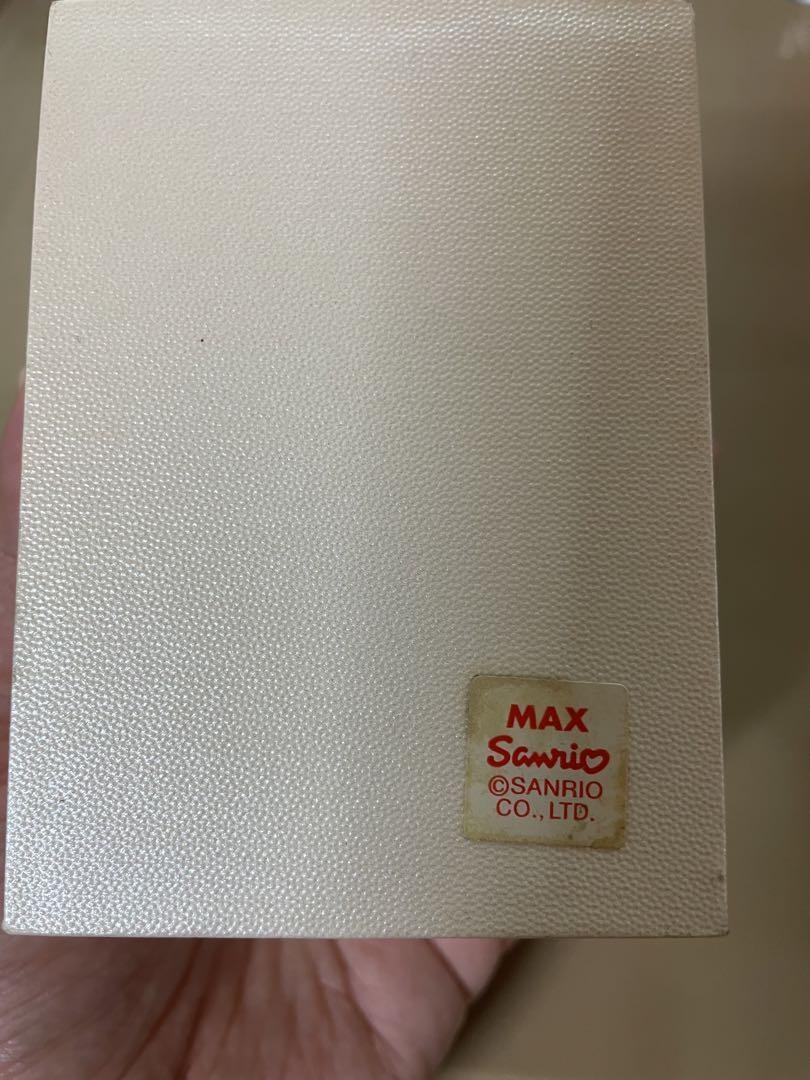 MAX
Sanrio
©SANRIO
CO., LTD.